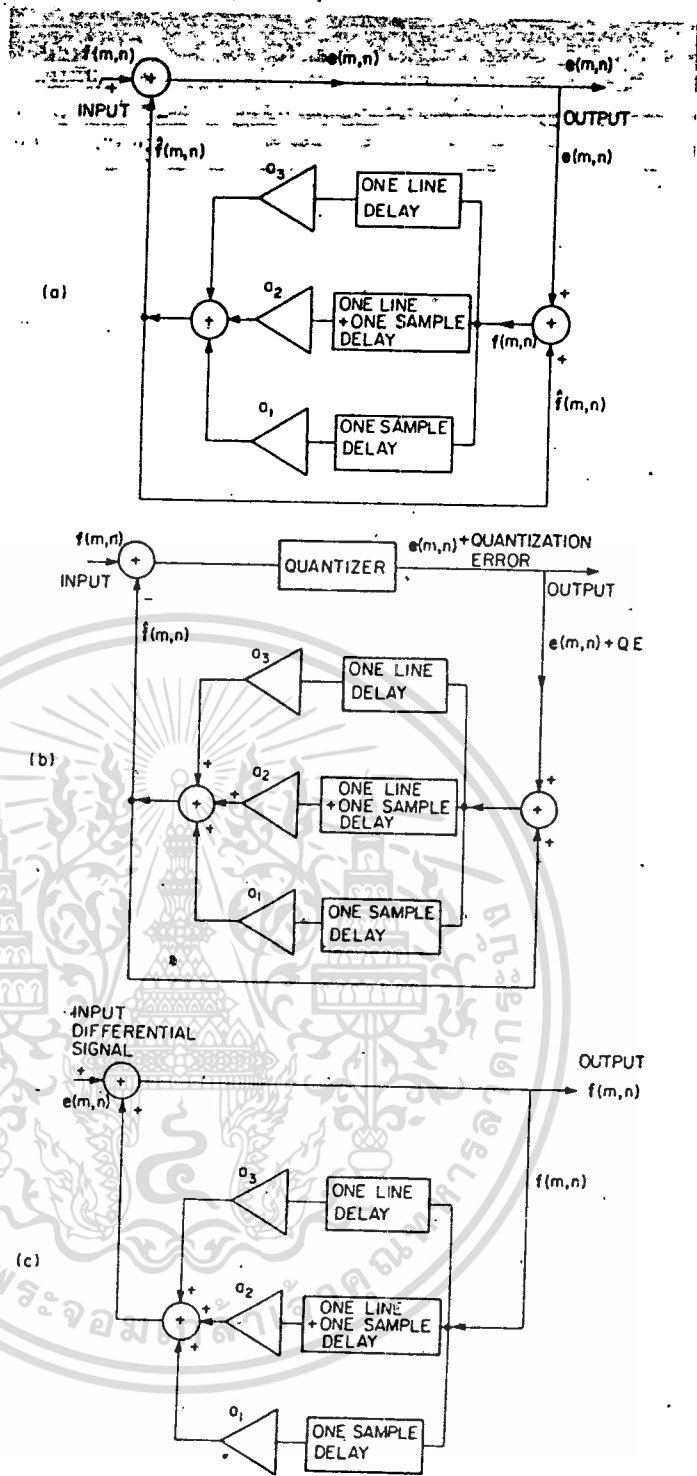 f(m,n)
+
+
e(m,n)
e(m,n)
INPUT
OUTPUT
f̂(m,n)
e(m,n)
a3
ONE LINE
DELAY
(a)
a2
ONE LINE
+ONE SAMPLE
DELAY
+
+
+
f(m,n)
+
f̂(m,n)
a1
ONE SAMPLE
DELAY
f(m,n)
+
INPUT
QUANTIZER
e(m,n)+QUANTIZATION
ERROR
OUTPUT
–
f̂(m,n)
e(m,n)+QE
a3
ONE LINE
DELAY
(b)
+
a2
+
+
ONE LINE
+ONE SAMPLE
DELAY
+
+
+
+
a1
ONE SAMPLE
DELAY
INPUT
DIFFERENTIAL
SIGNAL
+
+
+
e(m,n)
OUTPUT
f(m,n)
a3
ONE LINE
DELAY
f(m,n)
(c)
+
a2
+
+
ONE LINE
+ONE SAMPLE
DELAY
+
a1
ONE SAMPLE
DELAY